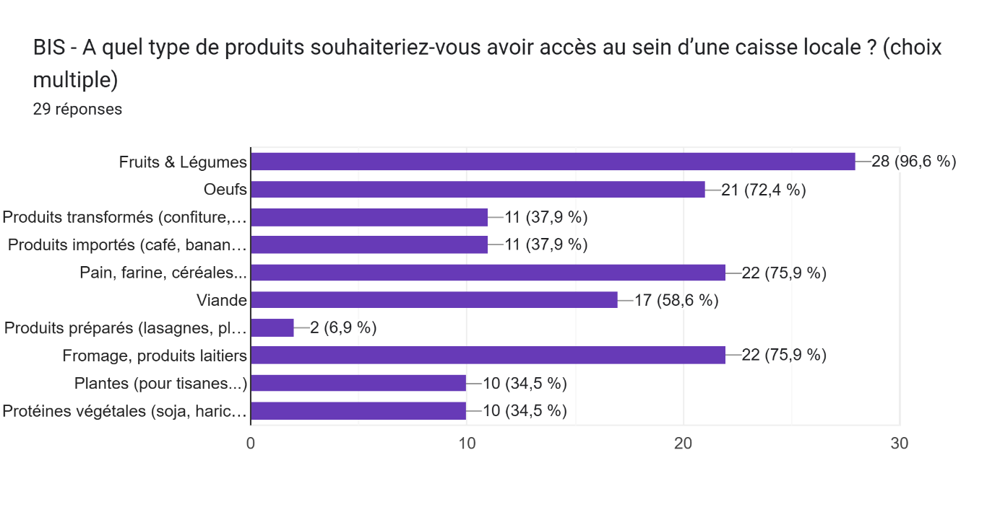 BIS - A quel type de produits souhaiteriez-vous avoir accès au sein d’une caisse locale ? (choix
multiple)
29 réponses
Fruits & Légumes 28 (96,6 %)
Oeufs 21 (72,4 %)
Produits transformés (confiture,… 11 (37,9 %)
Produits importés (café, banan… 11 (37,9 %)
Pain, farine, céréales... 22 (75,9 %)
Viande 17 (58,6 %)
Produits préparés (lasagnes, pl… 2 (6,9 %)
Fromage, produits laitiers 22 (75,9 %)
Plantes (pour tisanes...) 10 (34,5 %)
Protéines végétales (soja, haric… 10 (34,5 %)
0 10 20 30